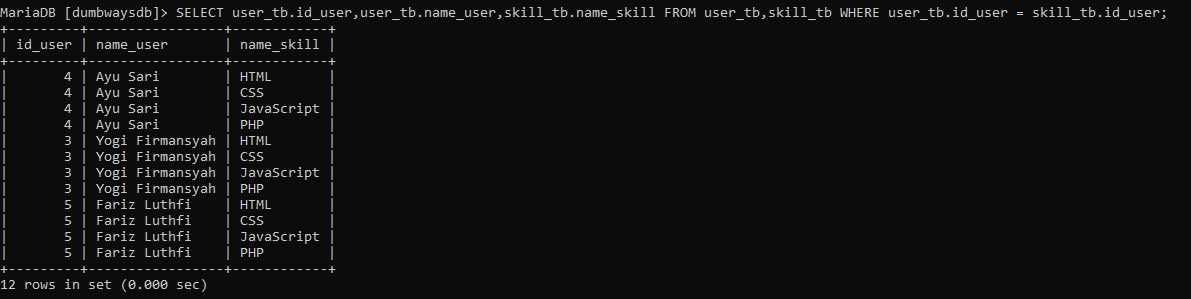 MariaDB [dumbwaysdb]> SELECT user_tb.id_user,user_tb.name_user,skill_tb.name_skill FROM user_tb,skill_tb WHERE user_tb.id_user = skill_tb.id_user;
+---------+-----------------+------------+
| id_user | name_user       | name_skill |
+---------+-----------------+------------+
|       4 | Ayu Sari        | HTML       |
|       4 | Ayu Sari        | CSS        |
|       4 | Ayu Sari        | JavaScript |
|       4 | Ayu Sari        | PHP        |
|       3 | Yogi Firmansyah | HTML       |
|       3 | Yogi Firmansyah | CSS        |
|       3 | Yogi Firmansyah | JavaScript |
|       3 | Yogi Firmansyah | PHP        |
|       5 | Fariz Luthfi    | HTML       |
|       5 | Fariz Luthfi    | CSS        |
|       5 | Fariz Luthfi    | JavaScript |
|       5 | Fariz Luthfi    | PHP        |
+---------+-----------------+------------+
12 rows in set (0.000 sec)